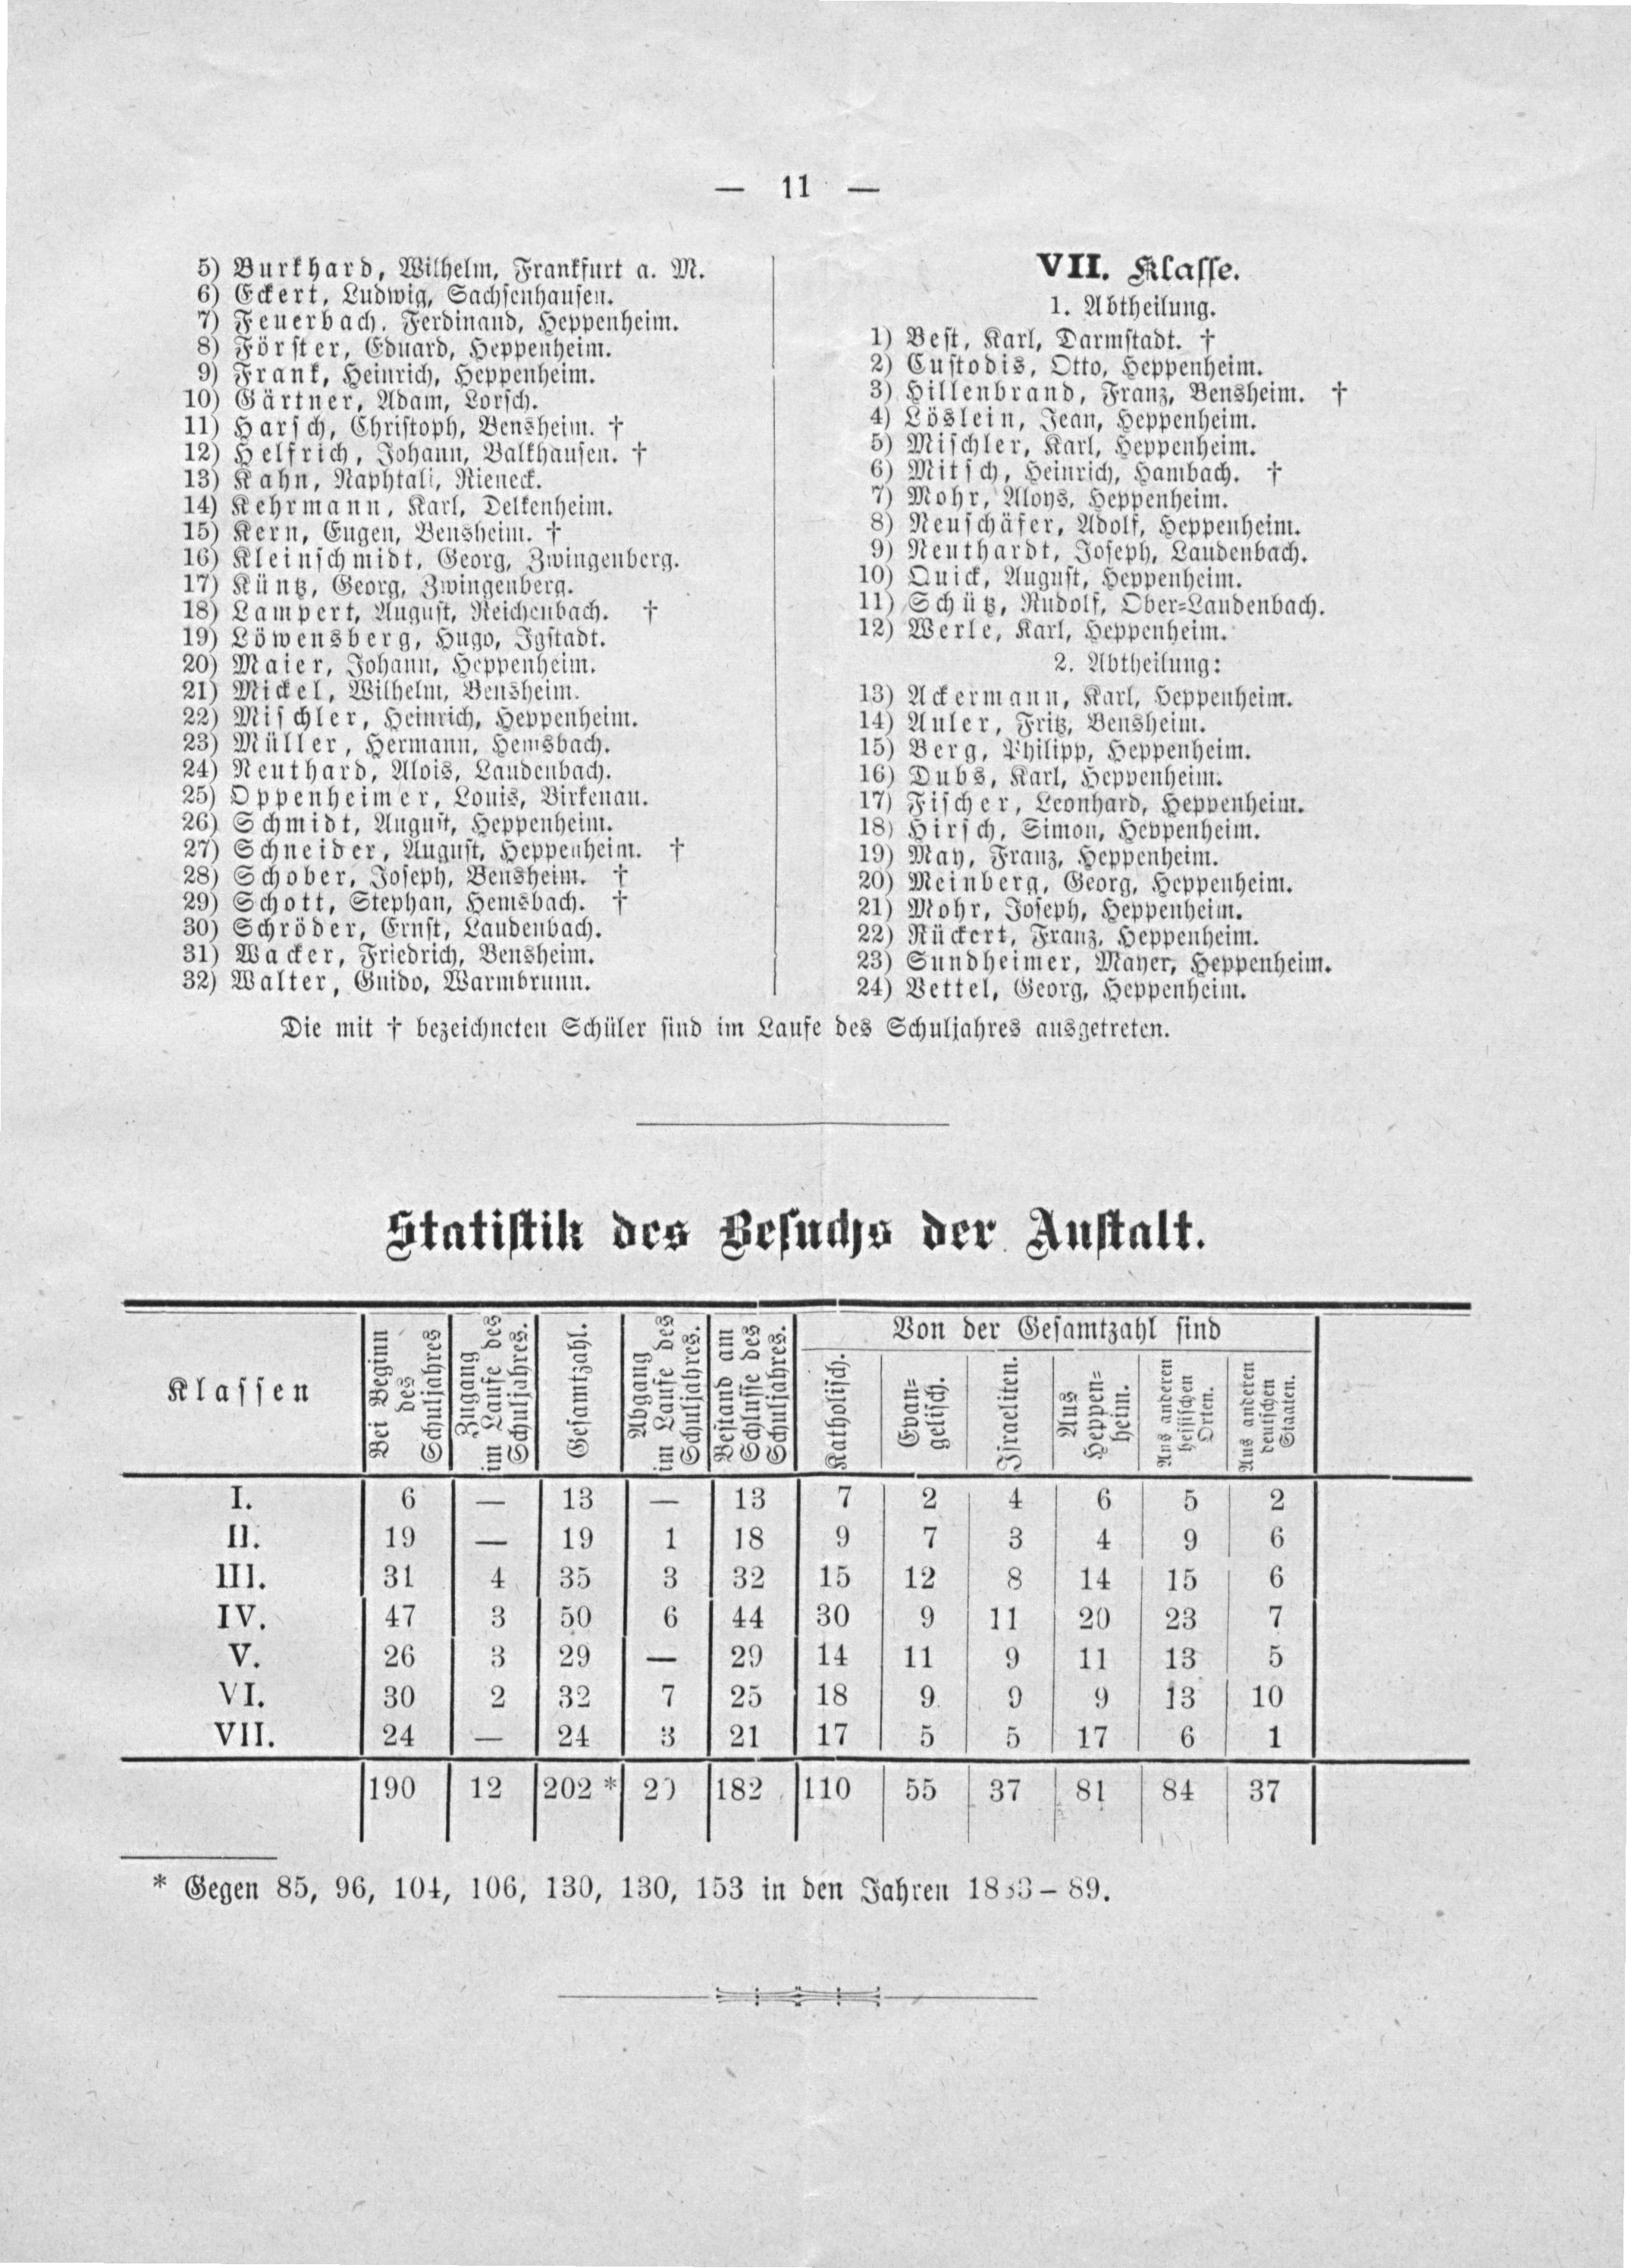 — 11 —
5) Burkhard, Wilhelm, Frankfurt a. M.
6) Eckert, Ludwig, Sachsenhausen.
7) Feuerbach, Ferdinand, Heppenheim.
8) Förster, Eduard, Heppenheim.
9) Frank, Heinrich, Heppenheim.
10) Gärtner, Adam, Lorsch.
11) Harsch, Christoph, Bensheim. †
12) Helfrich, Johann, Balkhausen. †
13) Kahn, Naphtali, Rieneck.
14) Kehrmann, Karl, Delkenheim.
15) Kern, Eugen, Bensheim. †
16) Kleinschmidt, Georg, Zwingenberg.
17) Küntz, Georg, Zwingenberg.
18) Lampert, August, Reichenbach. †
19) Löwensberg, Hugo, Igstadt.
20) Maier, Johann, Heppenheim.
21) Mickel, Wilhelm, Bensheim.
22) Mischler, Heinrich, Heppenheim.
23) Müller, Hermann, Hemsbach.
24) Neuthard, Alois, Laudenbach.
25) Oppenheimer, Louis, Birkenau.
26) Schmidt, August, Heppenheim.
27) Schneider, August, Heppenheim. †
28) Schober, Joseph, Bensheim. †
29) Schott, Stephan, Hemsbach. †
30) Schröder, Ernst, Laudenbach.
31) Wacker, Friedrich, Bensheim.
32) Walter, Guido, Warmbrunn.
VII. Klasse.
1. Abtheilung.
1) Best, Karl, Darmstadt. †
2) Custodis, Otto, Heppenheim.
3) Hillenbrand, Franz, Bensheim. †
4) Löslein, Jean, Heppenheim.
5) Mischler, Karl, Heppenheim.
6) Mitsch, Heinrich, Hambach. †
7) Mohr, Aloys, Heppenheim.
8) Neuschäfer, Adolf, Heppenheim.
9) Neuthardt, Joseph, Laudenbach.
10) Quick, August, Heppenheim.
11) Schütz, Rudolf, Ober-Laudenbach.
12) Werle, Karl, Heppenheim.
2. Abtheilung:
13) Ackermann, Karl, Heppenheim.
14) Auler, Fritz, Bensheim.
15) Berg, Philipp, Heppenheim.
16) Dubs, Karl, Heppenheim.
17) Fischer, Leonhard, Heppenheim.
18) Hirsch, Simon, Heppenheim.
19) May, Franz, Heppenheim.
20) Meinberg, Georg, Heppenheim.
21) Mohr, Joseph, Heppenheim.
22) Rückert, Franz, Heppenheim.
23) Sundheimer, Mayer, Heppenheim.
24) Vettel, Georg, Heppenheim.
Die mit † bezeichneten Schüler sind im Laufe des Schuljahres ausgetreten.
Statistik des Besuchs der Anstalt.
Klassen
Bei Beginn
des
Schuljahres
Zugang
im Laufe des
Schuljahres.
Gesamtzahl.
Abgang
im Laufe des
Schuljahres.
Bestand am
Schlusse des
Schuljahres.
Von der Gesamtzahl sind
Katholisch.
Evan-
gelisch.
Israeliten.
Aus
Heppen-
heim.
Aus anderen
hessischen
Orten.
Aus anderen
deutschen
Staaten.
I. 6 — 13 — 13 7 2 4 6 5 2
II. 19 — 19 1 18 9 7 3 4 9 6
III. 31 4 35 3 32 15 12 8 14 15 6
IV. 47 3 50 6 44 30 9 11 20 23 7
V. 26 3 29 — 29 14 11 9 11 13 5
VI. 30 2 32 7 25 18 9 9 9 13 10
VII. 24 — 24 3 21 17 5 5 17 6 1
190 12 202 * 20 182 110 55 37 81 84 37
* Gegen 85, 96, 104, 106, 130, 130, 153 in den Jahren 1883–89.